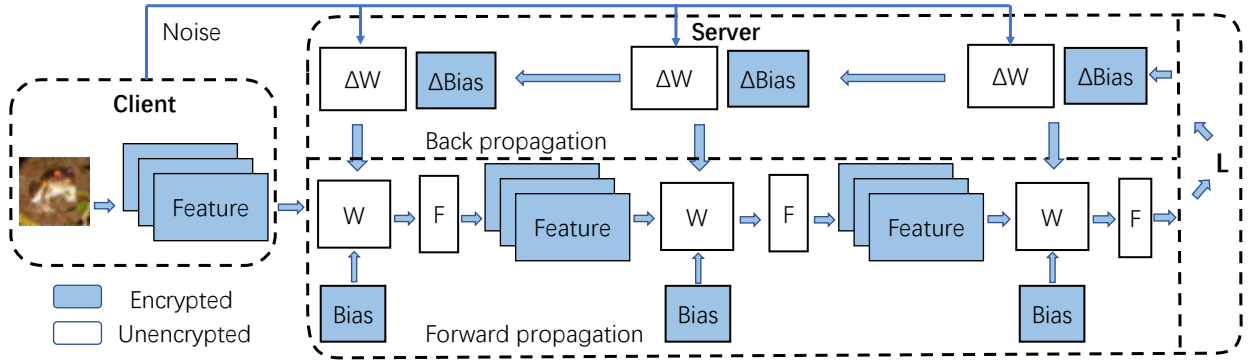 Noise
Server
Client
ΔW
ΔBias
ΔW
ΔBias
ΔW
ΔBias
Back propagation
L
Feature
W
F
Feature
W
F
Feature
W
F
Bias
Bias
Bias
Encrypted
Unencrypted
Forward propagation